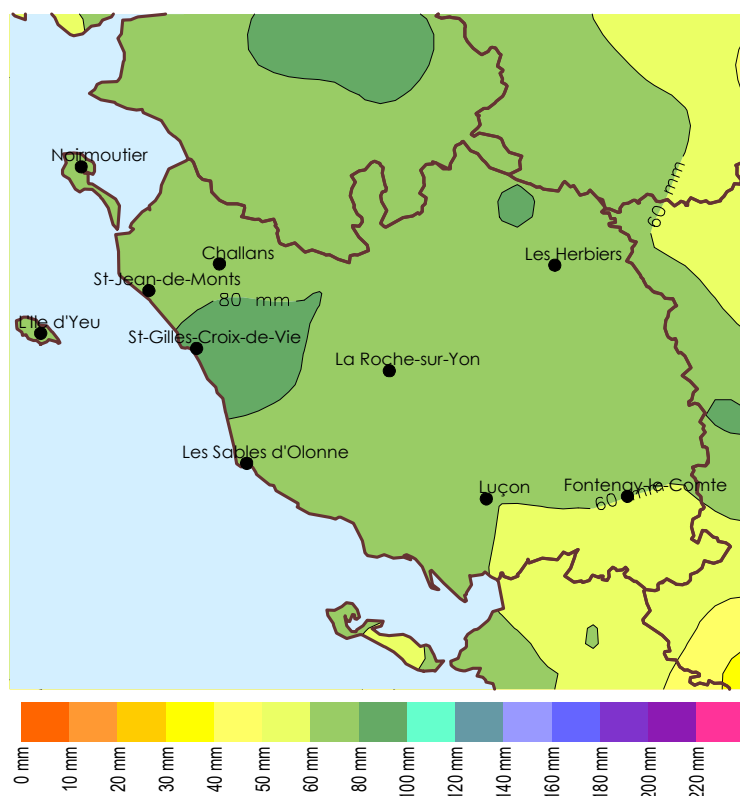 Noirmoutier
60 mm
Challans
Les Herbiers
St-Jean-de-Monts
80 mm
L'Ile d'Yeu
St-Gilles-Croix-de-Vie
La Roche-sur-Yon
Les Sables d'Olonne
Luçon
Fontenay-le-Comte
60 mm
0 mm
10 mm
20 mm
30 mm
40 mm
50 mm
60 mm
80 mm
100 mm
120 mm
140 mm
160 mm
180 mm
200 mm
220 mm